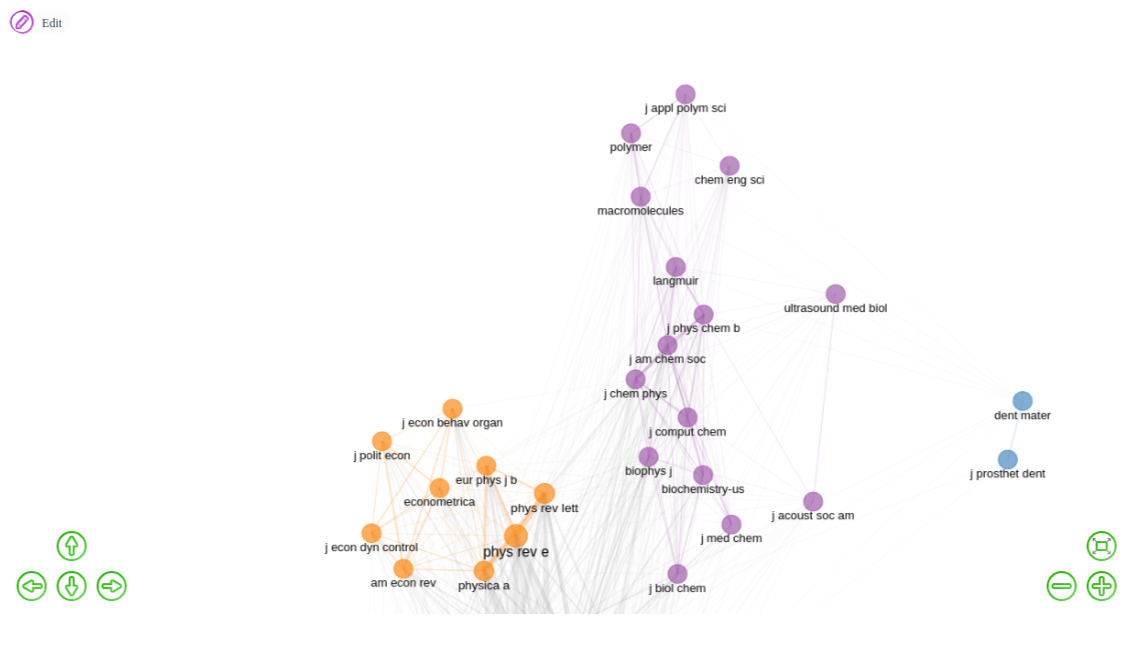 Edit
j appl polym sci
polymer
chem eng sci
macromolecules
langmuir
ultrasound med biol
j phys chem b
j am chem soc
j chem phys
dent mater
j econ behav organ
j comput chem
j polit econ
biophys j
j prosthet dent
eur phys j b
biochemistry-us
econometrica
phys rev lett
j acoust soc am
j med chem
j econ dyn control
phys rev e
am econ rev
physica a
j biol chem